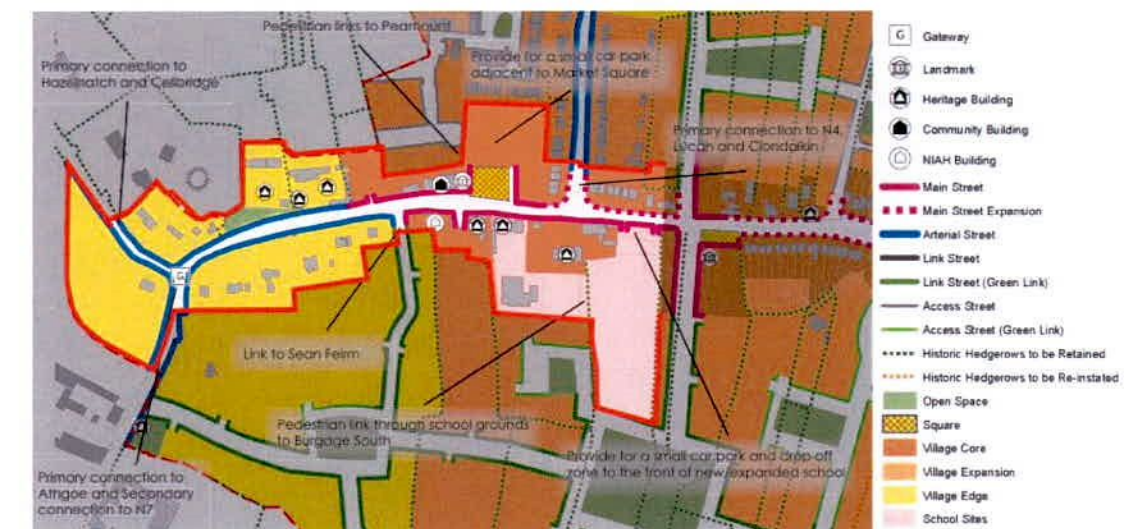 Pedestrian links to Peamount
Primary connection to
Hazelhatch and Cellbridge
Provide for a small car park
adjacent to Market Square
Primary connection to N4,
Lucan and Clondalkin
G
Link to Sean Feirm
Pedestrian link through school grounds
to Burgage South
Provide for a small car park and drop-off
zone to the front of new/expanded school
Primary connection to
Athgoe and Secondary
connection to N7
G Gateway
Landmark
Heritage Building
Community Building
NIAH Building
Main Street
Main Street Expansion
Arterial Street
Link Street
Link Street (Green Link)
Access Street
Access Street (Green Link)
Historic Hedgerows to be Retained
Historic Hedgerows to be Re-instated
Open Space
Square
Village Core
Village Expansion
Village Edge
School Sites